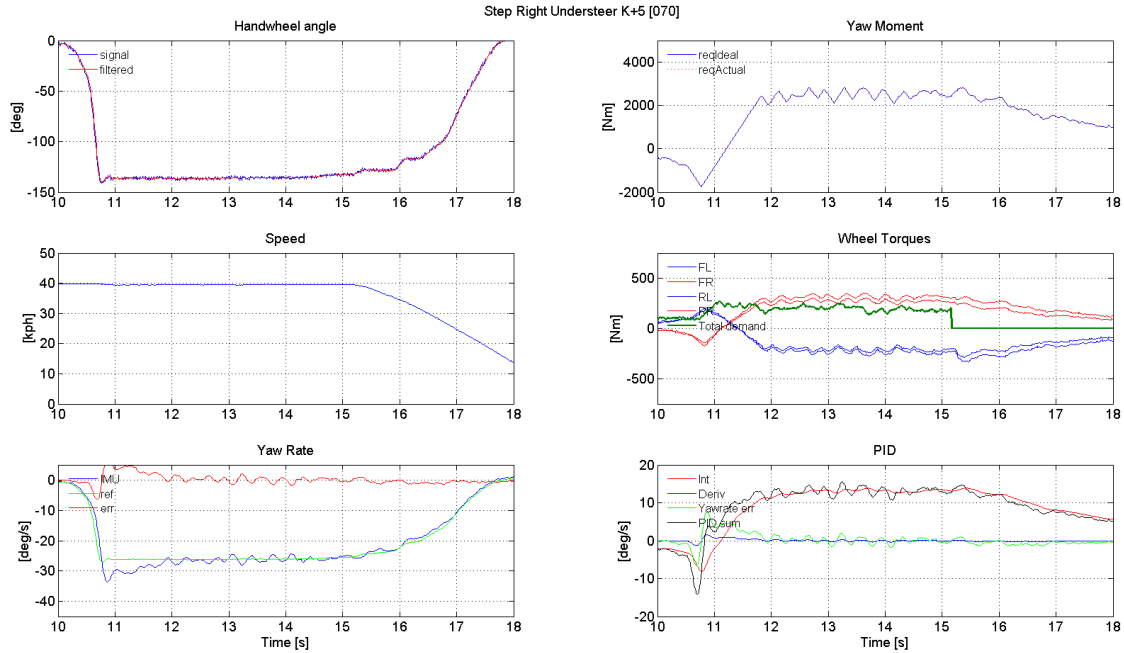 Step Right Understeer K+5 [070]
Handwheel angle
signal
filtered
[deg]
0
-50
-100
-150
10 11 12 13 14 15 16 17 18
Yaw Moment
reqIdeal
reqActual
[Nm]
4000
2000
0
-2000
10 11 12 13 14 15 16 17 18
Speed
[kph]
50
40
30
20
10
0
10 11 12 13 14 15 16 17 18
Wheel Torques
FL
FR
RL
Total demand
[Nm]
500
0
-500
10 11 12 13 14 15 16 17 18
Yaw Rate
IMU
ref
err
[deg/s]
0
-10
-20
-30
-40
10 11 12 13 14 15 16 17 18
Time [s]
PID
Int
Deriv
Yawrate err
PID sum
[deg/s]
20
10
0
-10
-20
10 11 12 13 14 15 16 17 18
Time [s]